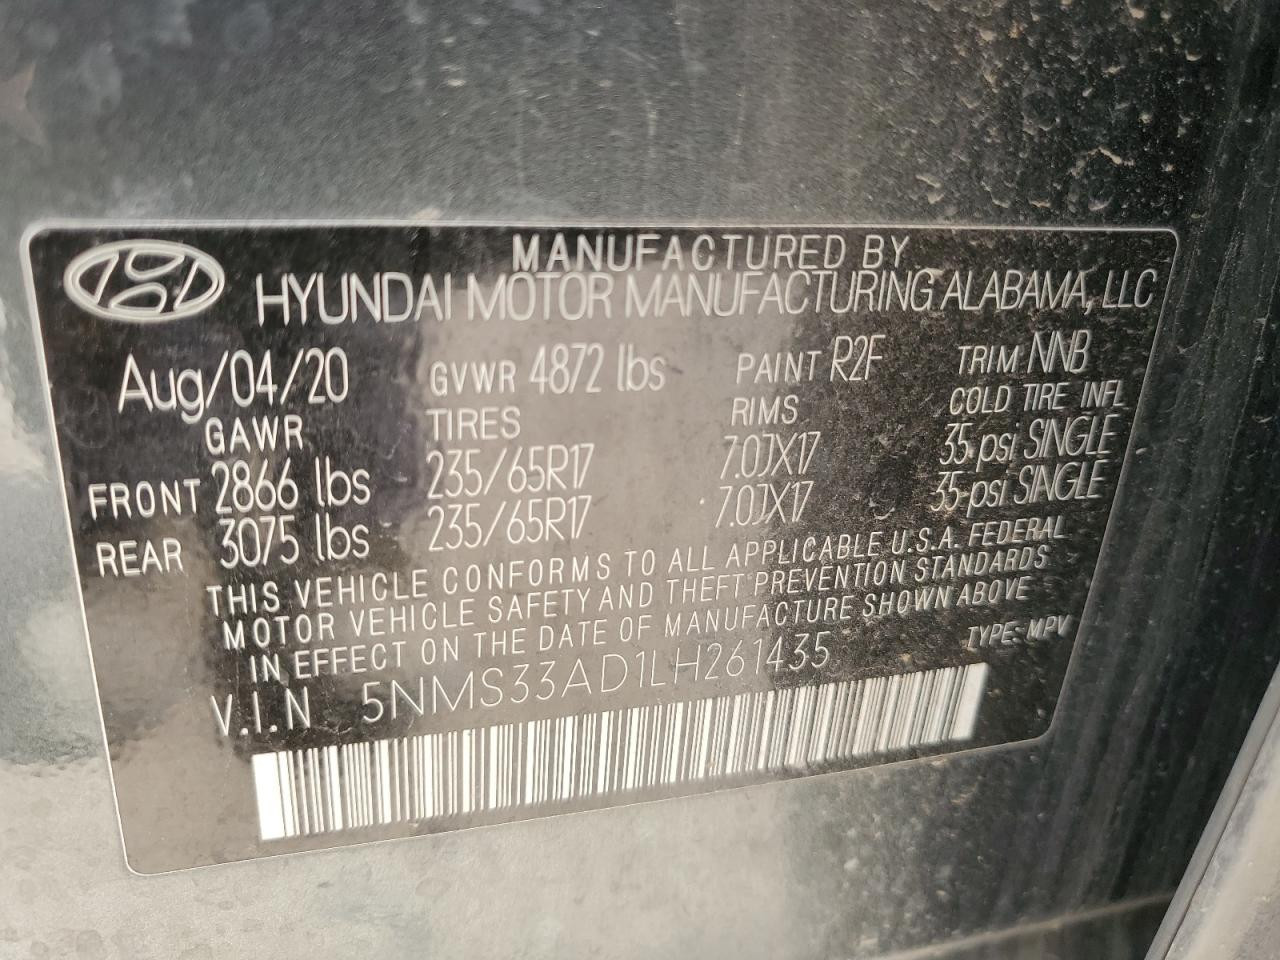 MANUFACTURED BY
HYUNDAI MOTOR MANUFACTURING ALABAMA, LLC
Aug/04/20 GVWR 4872 lbs PAINT R2F TRIM NNB
GAWR TIRES RIMS COLD TIRE INFL
FRONT 2866 lbs 235/65R17 7.0JX17 35-psi SINGLE
REAR 3075 lbs 235/65R17 7.0JX17 35-psi SINGLE
THIS VEHICLE CONFORMS TO ALL APPLICABLE U.S.A. FEDERAL
MOTOR VEHICLE SAFETY AND THEFT PREVENTION STANDARDS
IN EFFECT ON THE DATE OF MANUFACTURE SHOWN ABOVE
V.I.N 5NMS33AD1LH261435 TYPE: MPV